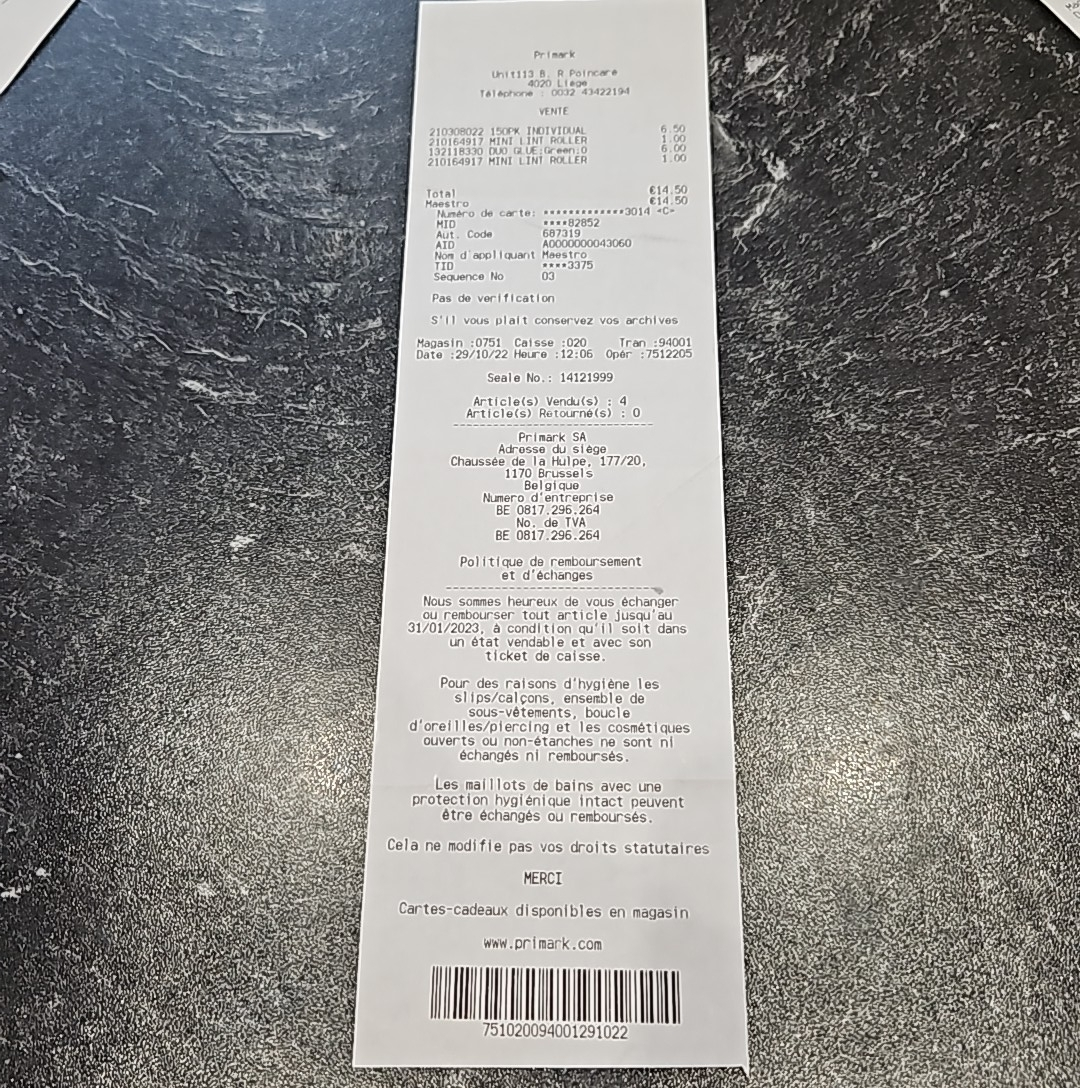 Primark
Unit113 B. R Poincaré
4020 Liège
Téléphone : 0032 43422194
VENTE
210308022 150PK INDIVIDUAL 6.50
210164917 MINI LINT ROLLER 1.00
132118330 DUO GLUE:Green:0 6.00
210164917 MINI LINT ROLLER 1.00
Total €14.50
Maestro €14.50
Numéro de carte: *************3014 <C>
MID ****82852
Aut. Code 687319
AID A0000000043060
Nom d'appliquant Maestro
TID ****3375
Sequence No 03
Pas de verification
S'il vous plait conservez vos archives
Magasin :0751 Caisse :020 Tran :94001
Date :29/10/22 Heure :12:06 Opér :7512205
Seale No.: 14121999
Article(s) Vendu(s) : 4
Article(s) Retourné(s) : 0
Primark SA
Adresse du siège
Chaussée de la Hulpe, 177/20,
1170 Brussels
Belgique
Numero d'entreprise
BE 0817.296.264
No. de TVA
BE 0817.296.264
Politique de remboursement
et d'échanges
Nous sommes heureux de vous échanger
ou rembourser tout article jusqu'au
31/01/2023, à condition qu'il soit dans
un état vendable et avec son
ticket de caisse.
Pour des raisons d'hygiène les
slips/calçons, ensemble de
sous-vêtements, boucle
d'oreilles/piercing et les cosmétiques
ouverts ou non-étanches ne sont ni
échangés ni remboursés.
Les maillots de bains avec une
protection hygiénique intact peuvent
être échangés ou remboursés.
Cela ne modifie pas vos droits statutaires
MERCI
Cartes-cadeaux disponibles en magasin
www.primark.com
751020094001291022